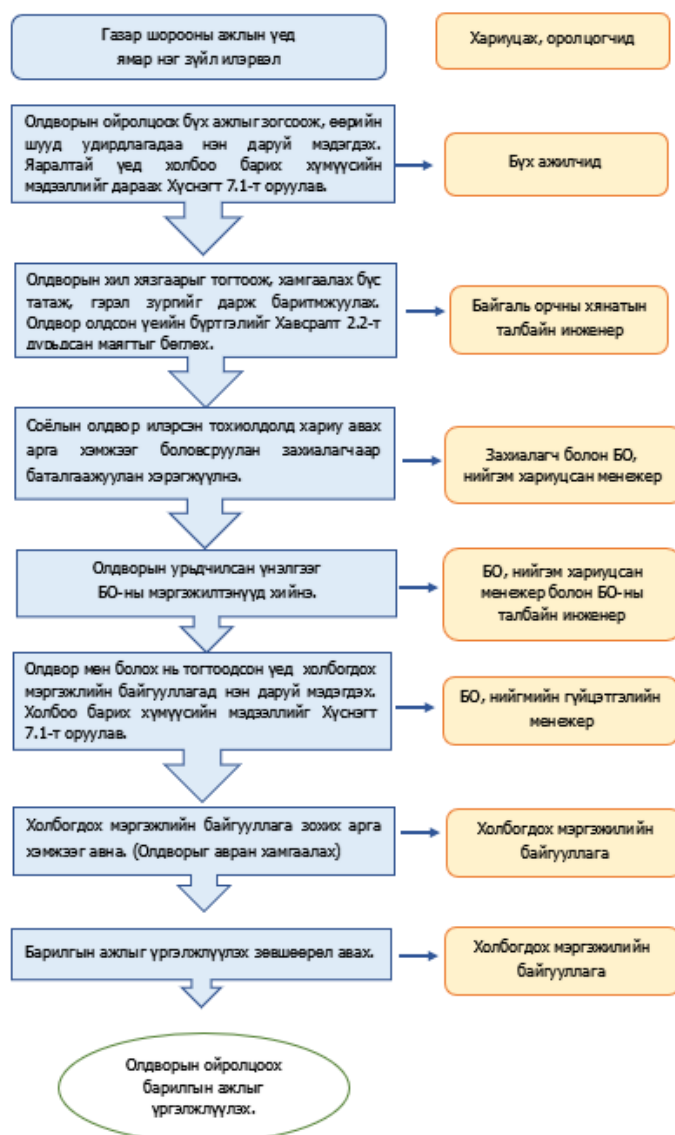 Газар шорооны ажлын үед
ямар нэг зүйл илэрвэл
Хариуцах, оролцогчид
Олдворын ойролцоох бүх ажлыг зогсоож, өөрийн
шууд удирдлагадаа нэн даруй мэдэгдэх.
Яаралтай үед холбоо барих хүмүүсийн
мэдээллийг дараах Хүснэгт 7.1-т оруулав.
Бүх ажилчид
Олдворын хил хязгаарыг тогтоож, хамгаалах бүс
татаж, гэрэл зургийг дарж баритмжуулах.
Олдвор олдсон үеийн бүртгэлийг Хавсралт 2.2-т
дурьдсан маягтыг бөглөх.
Байгаль орчны хянатын
талбайн инженер
Соёлын олдвор илэрсэн тохиолдолд хариу авах
арга хэмжээг боловсруулан захиалагчаар
баталгаажуулан хэрэгжүүлнэ.
Захиалагч болон БО,
нийгэм хариуцсан менежер
Олдворын урьдчилсан үнэлгээг
БО-ны мэргэжилтэнүүд хийнэ.
БО, нийгэм хариуцсан
менежер болон БО-ны
талбайн инженер
Олдвор мөн болох нь тогтоодсон үед холбогдох
мэргэжлийн байгууллагад нэн даруй мэдэгдэх.
Холбоо барих хүмүүсийн мэдээллийг Хүснэгт
7.1-т оруулав.
БО, нийгмийн гүйцэтгэлийн
менежер
Холбогдох мэргэжлийн байгууллага зохих арга
хэмжээг авна. (Олдворыг авран хамгаалах)
Холбогдох мэргэжилийн
байгууллага
Барилгын ажлыг үргэлжлүүлэх зөвшөөрөл авах.
Холбогдох мэргэжилийн
байгууллага
Олдворын ойролцоох
барилгын ажлыг
үргэлжлүүлэх.